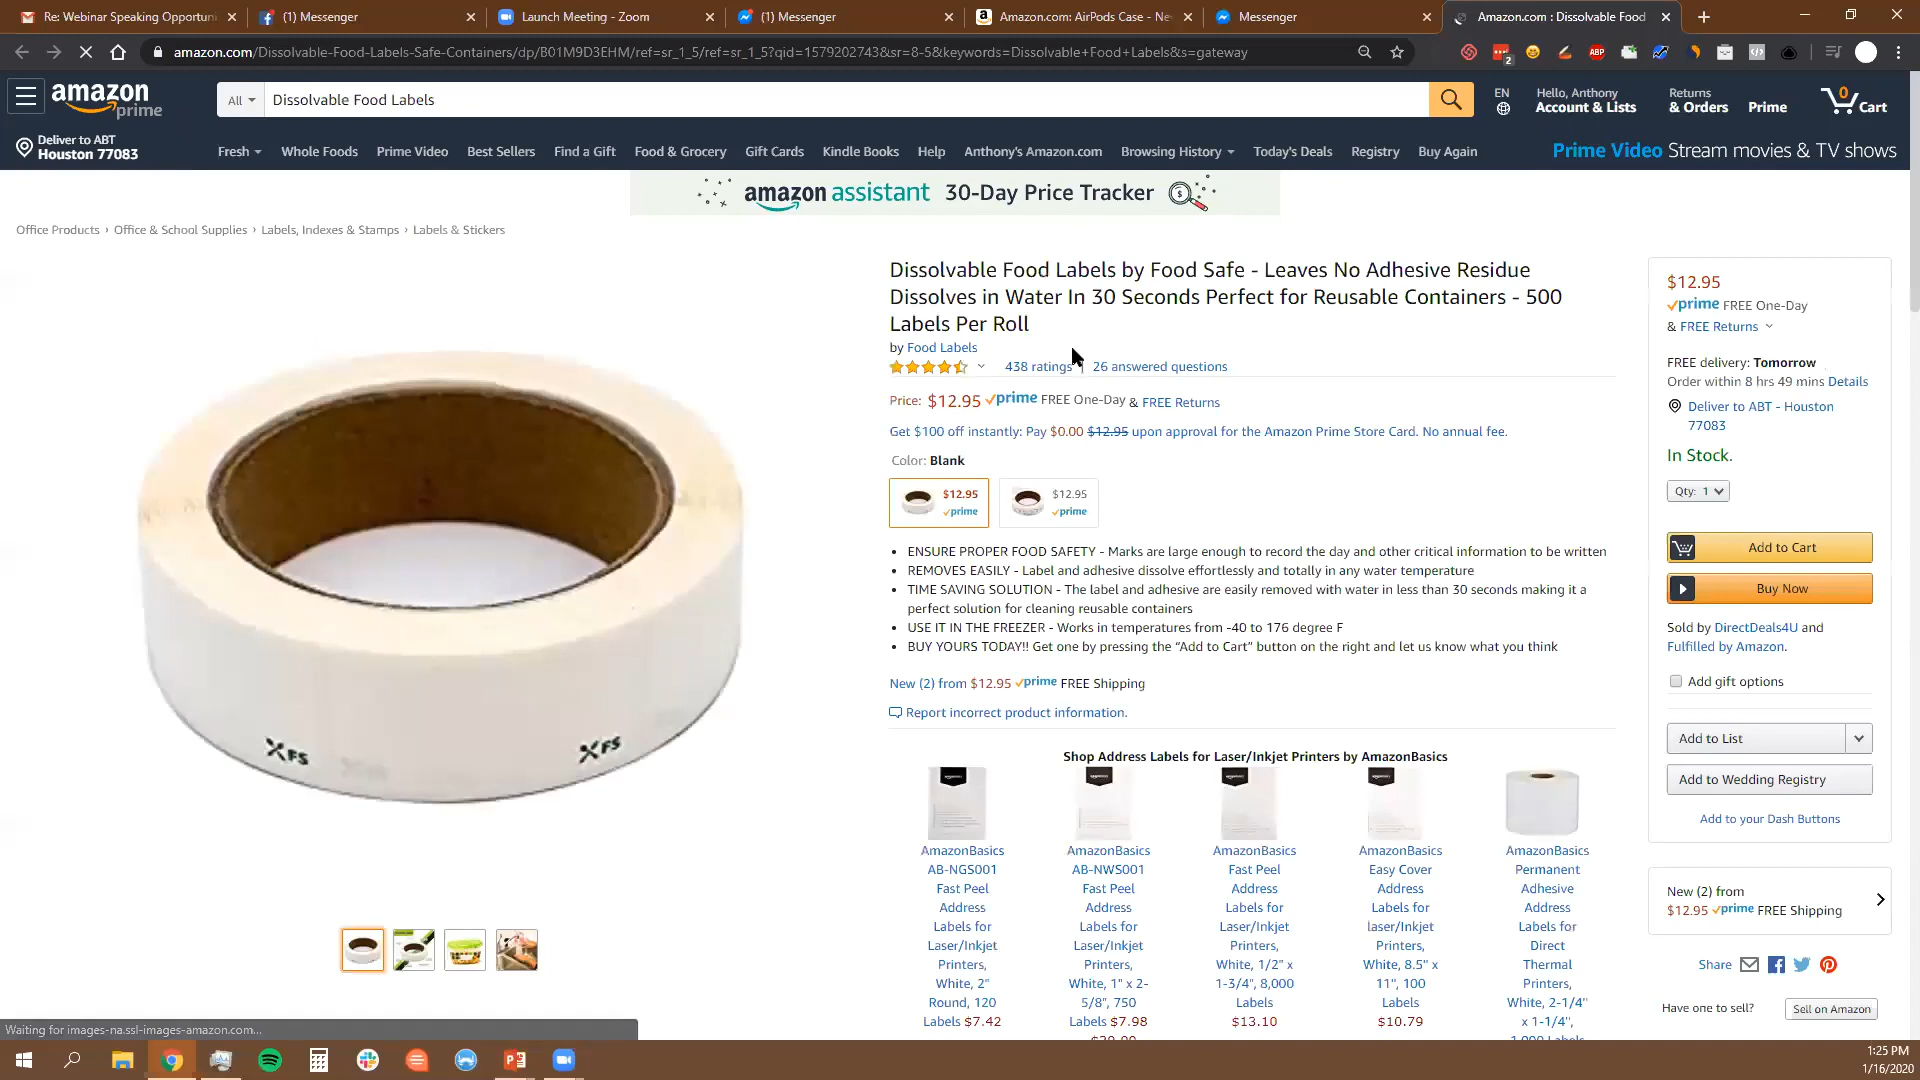 Re: Webinar Speaking Opportuni
(1) Messenger
Launch Meeting - Zoom
(1) Messenger
Amazon.com: AirPods Case - Ne
Messenger
Amazon.com : Dissolvable Food
amazon.com/Dissolvable-Food-Labels-Safe-Containers/dp/B01M9D3EHM/ref=sr_1_5/ref=sr_1_5?qid=1579202743&sr=8-5&keywords=Dissolvable+Food+Labels&s=gateway
2
ABP
amazon
prime
All
Dissolvable Food Labels
EN
Hello, Anthony
Account & Lists
Returns
& Orders
Prime
0
Cart
Deliver to ABT
Houston 77083
Fresh
Whole Foods
Prime Video
Best Sellers
Find a Gift
Food & Grocery
Gift Cards
Kindle Books
Help
Anthony's Amazon.com
Browsing History
Today's Deals
Registry
Buy Again
Prime Video Stream movies & TV shows
amazon assistant 30-Day Price Tracker
Office Products › Office & School Supplies › Labels, Indexes & Stamps › Labels & Stickers
XFS
XFS
Dissolvable Food Labels by Food Safe - Leaves No Adhesive Residue
Dissolves in Water In 30 Seconds Perfect for Reusable Containers - 500
Labels Per Roll
by Food Labels
438 ratings | 26 answered questions
Price: $12.95 prime FREE One-Day & FREE Returns
Get $100 off instantly: Pay $0.00 $12.95 upon approval for the Amazon Prime Store Card. No annual fee.
Color: Blank
$12.95
prime
$12.95
prime
• ENSURE PROPER FOOD SAFETY - Marks are large enough to record the day and other critical information to be written
• REMOVES EASILY - Label and adhesive dissolve effortlessly and totally in any water temperature
• TIME SAVING SOLUTION - The label and adhesive are easily removed with water in less than 30 seconds making it a
perfect solution for cleaning reusable containers
• USE IT IN THE FREEZER - Works in temperatures from -40 to 176 degree F
• BUY YOURS TODAY!! Get one by pressing the “Add to Cart” button on the right and let us know what you think
New (2) from $12.95 prime FREE Shipping
Report incorrect product information.
Shop Address Labels for Laser/Inkjet Printers by AmazonBasics
AmazonBasics
AB-NGS001
Fast Peel
Address
Labels for
Laser/Inkjet
Printers,
White, 2"
Round, 120
Labels $7.42
AmazonBasics
AB-NWS001
Fast Peel
Address
Labels for
Laser/Inkjet
Printers,
White, 1" x 2-
5/8", 750
Labels $7.98
AmazonBasics
Fast Peel
Address
Labels for
Laser/Inkjet
Printers,
White, 1/2" x
1-3/4", 8,000
Labels
$13.10
AmazonBasics
Easy Cover
Address
Labels for
laser/Inkjet
Printers,
White, 8.5" x
11", 100
Labels
$10.79
AmazonBasics
Permanent
Adhesive
Address
Labels for
Direct
Thermal
Printers,
White, 2-1/4"
x 1-1/4",
1,000 Labels
$12.95
prime FREE One-Day
& FREE Returns
FREE delivery: Tomorrow
Order within 8 hrs 49 mins Details
Deliver to ABT - Houston
77083
In Stock.
Qty: 1
Add to Cart
Buy Now
Sold by DirectDeals4U and
Fulfilled by Amazon.
Add gift options
Add to List
Add to Wedding Registry
Add to your Dash Buttons
New (2) from
$12.95 prime FREE Shipping
Share
Have one to sell?
Sell on Amazon
Waiting for images-na.ssl-images-amazon.com...
1:25 PM
1/16/2020